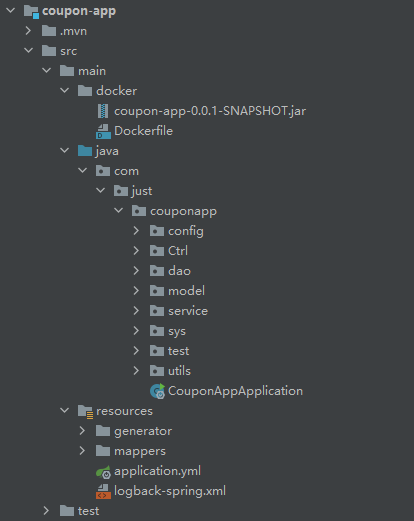 coupon-app
.mvn
src
main
docker
coupon-app-0.0.1-SNAPSHOT.jar
Dockerfile
java
com
just
couponapp
config
Ctrl
dao
model
service
sys
test
utils
CouponAppApplication
resources
generator
mappers
application.yml
logback-spring.xml
test